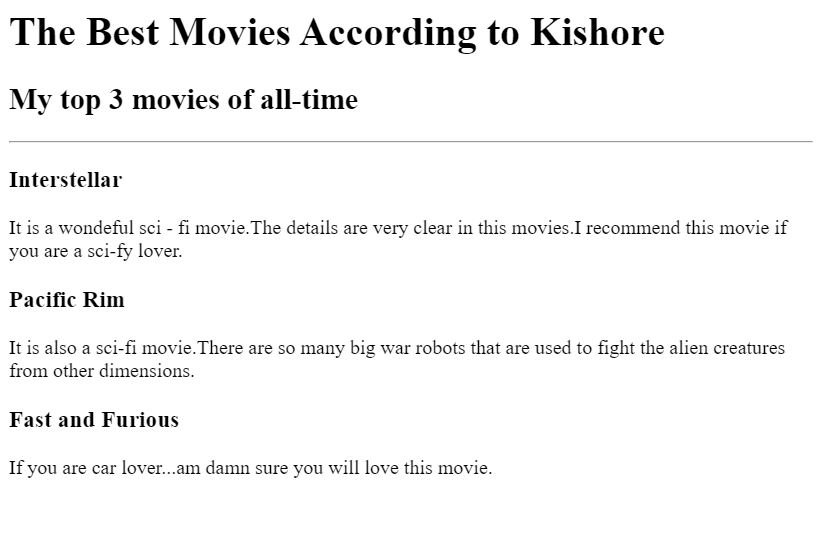 The Best Movies According to Kishore
My top 3 movies of all-time
Interstellar
It is a wondeful sci - fi movie.The details are very clear in this movies.I recommend this movie if
you are a sci-fy lover.
Pacific Rim
It is also a sci-fi movie.There are so many big war robots that are used to fight the alien creatures
from other dimensions.
Fast and Furious
If you are car lover...am damn sure you will love this movie.